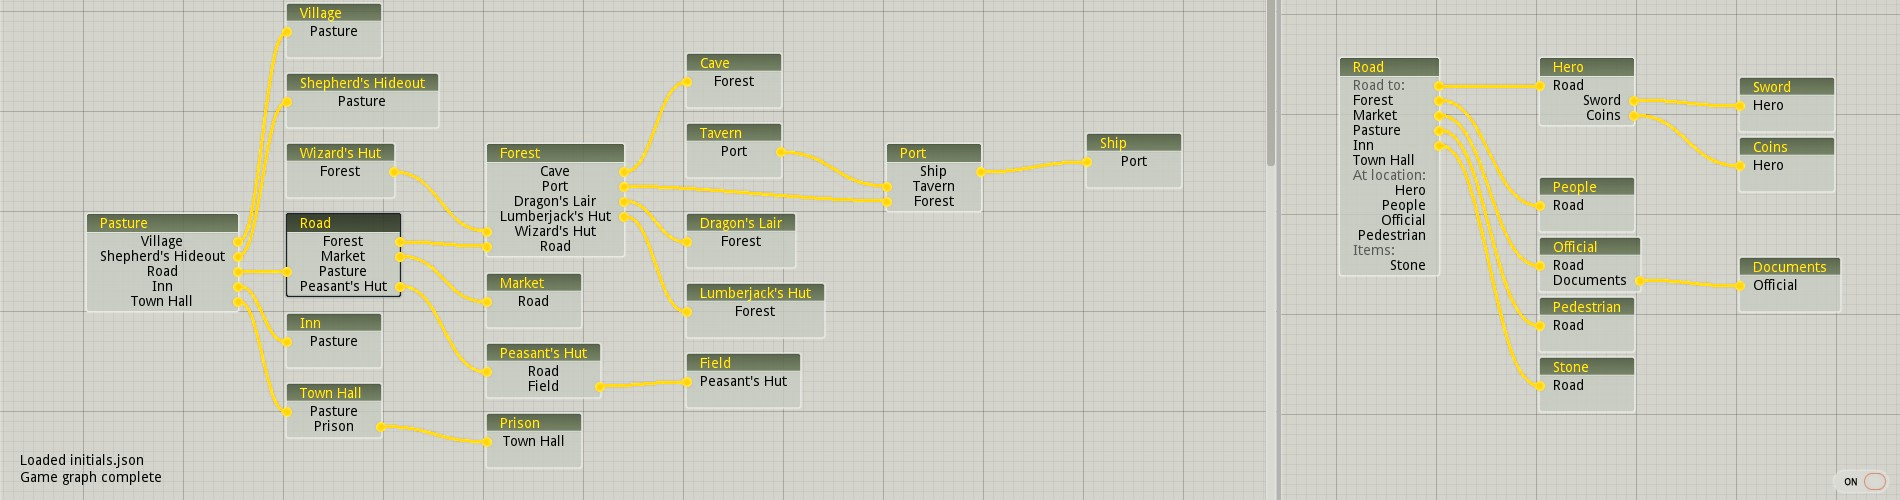 Village
Pasture
Shepherd's Hideout
Pasture
Wizard's Hut
Forest
Pasture
Village
Shepherd's Hideout
Road
Inn
Town Hall
Road
Forest
Market
Pasture
Peasant's Hut
Inn
Pasture
Town Hall
Pasture
Prison
Forest
Cave
Port
Dragon's Lair
Lumberjack's Hut
Wizard's Hut
Road
Market
Road
Peasant's Hut
Road
Field
Prison
Town Hall
Cave
Forest
Tavern
Port
Dragon's Lair
Forest
Lumberjack's Hut
Forest
Field
Peasant's Hut
Port
Ship
Tavern
Forest
Ship
Port
Loaded initials.json
Game graph complete
Road
Road to:
Forest
Market
Pasture
Inn
Town Hall
At location:
Hero
People
Official
Pedestrian
Items:
Stone
Hero
Road
Sword
Coins
People
Road
Official
Road
Documents
Pedestrian
Road
Stone
Road
Sword
Hero
Coins
Hero
Documents
Official
ON